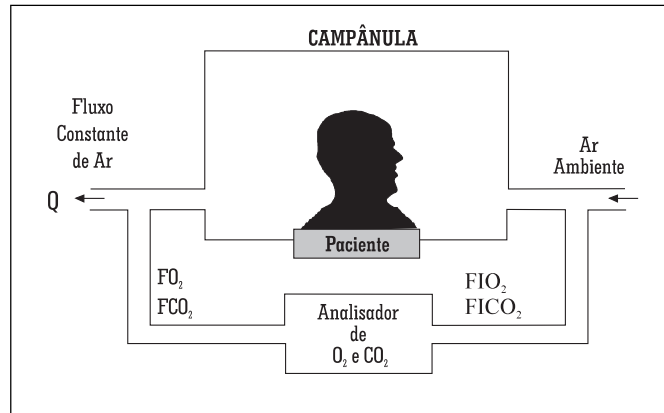 CAMPÂNULA
Fluxo
Constante
de Ar
Q
Ar
Ambiente
Paciente
FO₂
FCO₂
FIO₂
FICO₂
Analisador
de
O₂ e CO₂